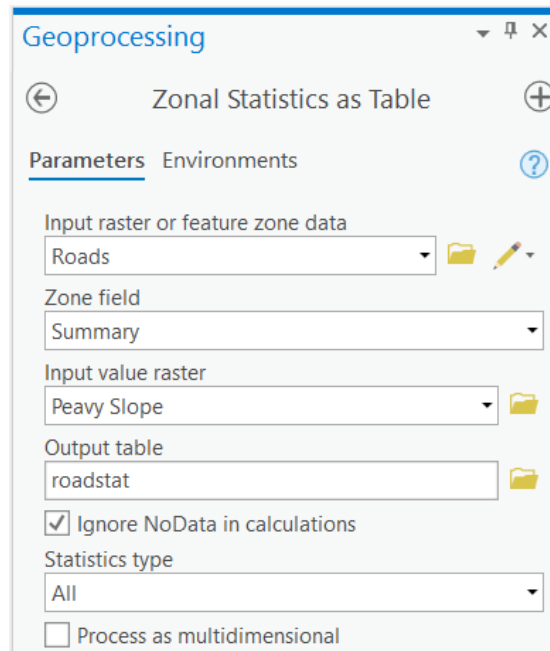 Geoprocessing
Zonal Statistics as Table
Parameters Environments
?
Input raster or feature zone data
Roads
Zone field
Summary
Input value raster
Peavy Slope
Output table
roadstat
Ignore NoData in calculations
Statistics type
All
Process as multidimensional